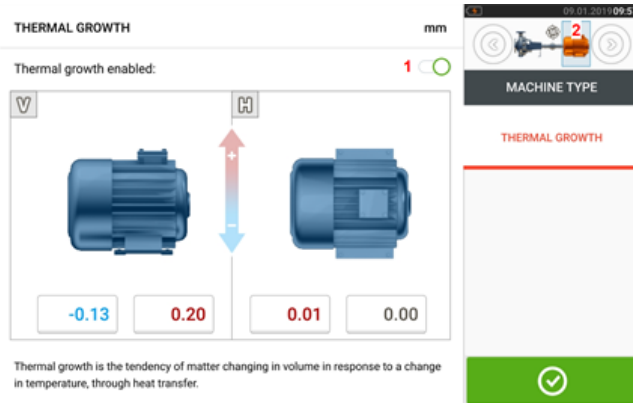 THERMAL GROWTH
mm
Thermal growth enabled:
1
V
H
+
-
-0.13
0.20
0.01
0.00
Thermal growth is the tendency of matter changing in volume in response to a change
in temperature, through heat transfer.
09.01.2019 09:5
2
MACHINE TYPE
THERMAL GROWTH